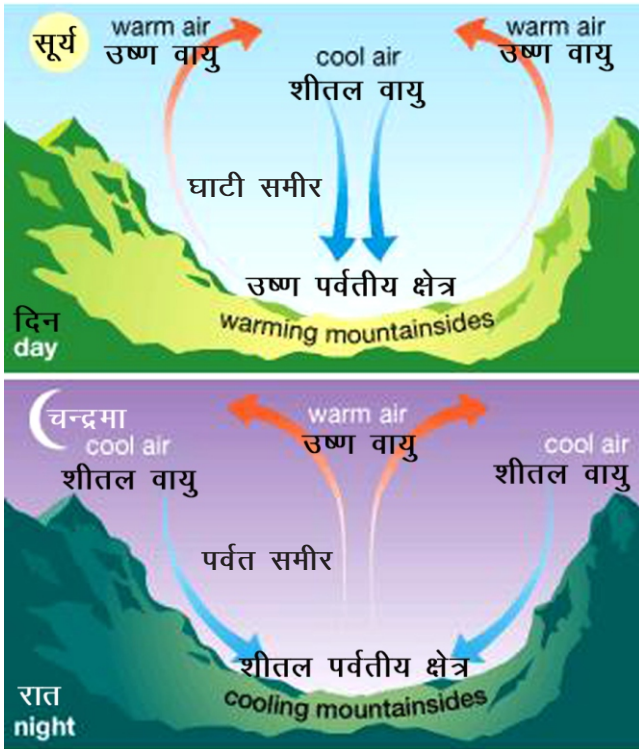 सूर्य
warm air
उष्ण वायु
cool air
शीतल वायु
warm air
उष्ण वायु
घाटी समीर
उष्ण पर्वतीय क्षेत्र
warming mountainsides
दिन
day
चन्द्रमा
cool air
शीतल वायु
warm air
उष्ण वायु
cool air
शीतल वायु
पर्वत समीर
शीतल पर्वतीय क्षेत्र
cooling mountainsides
रात
night